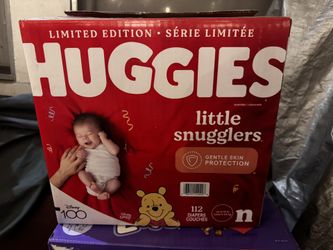 LIMITED EDITION • SÉRIE LIMITÉE
HUGGIES
little
snugglers
GENTLE SKIN
PROTECTION
Disney
100
112
DIAPERS
COUCHES
n